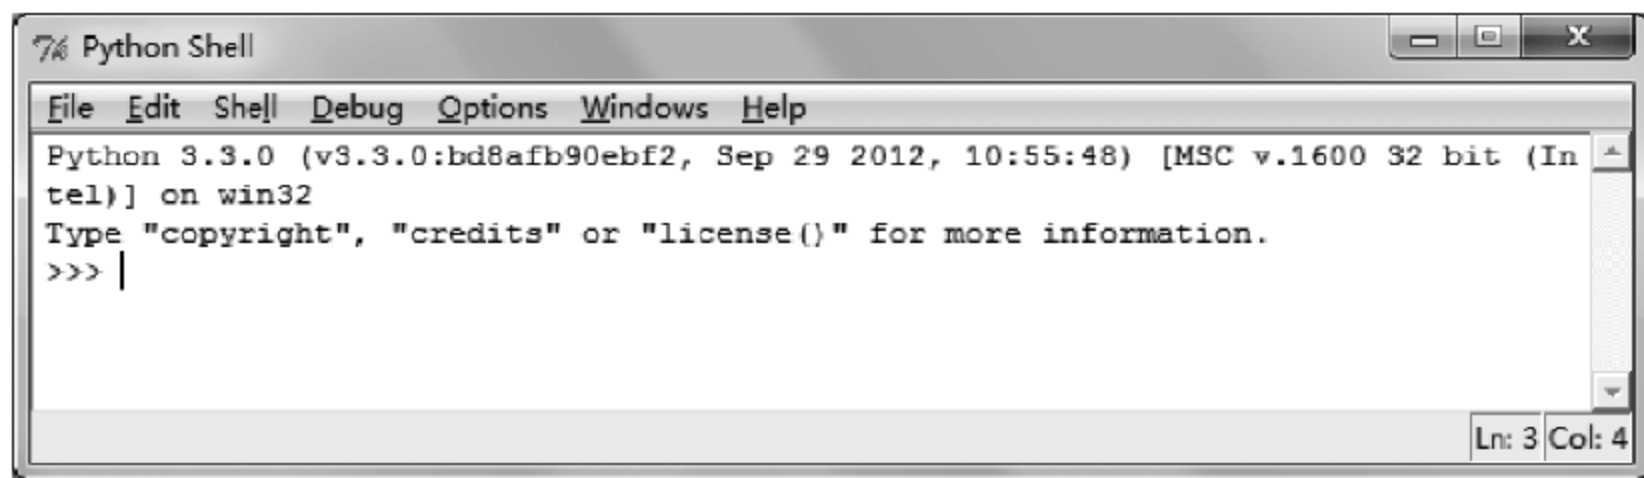 Python Shell
File Edit Shell Debug Options Windows Help
Python 3.3.0 (v3.3.0:bd8afb90ebf2, Sep 29 2012, 10:55:48) [MSC v.1600 32 bit (In
tel)] on win32
Type "copyright", "credits" or "license()" for more information.
>>>
Ln: 3 Col: 4